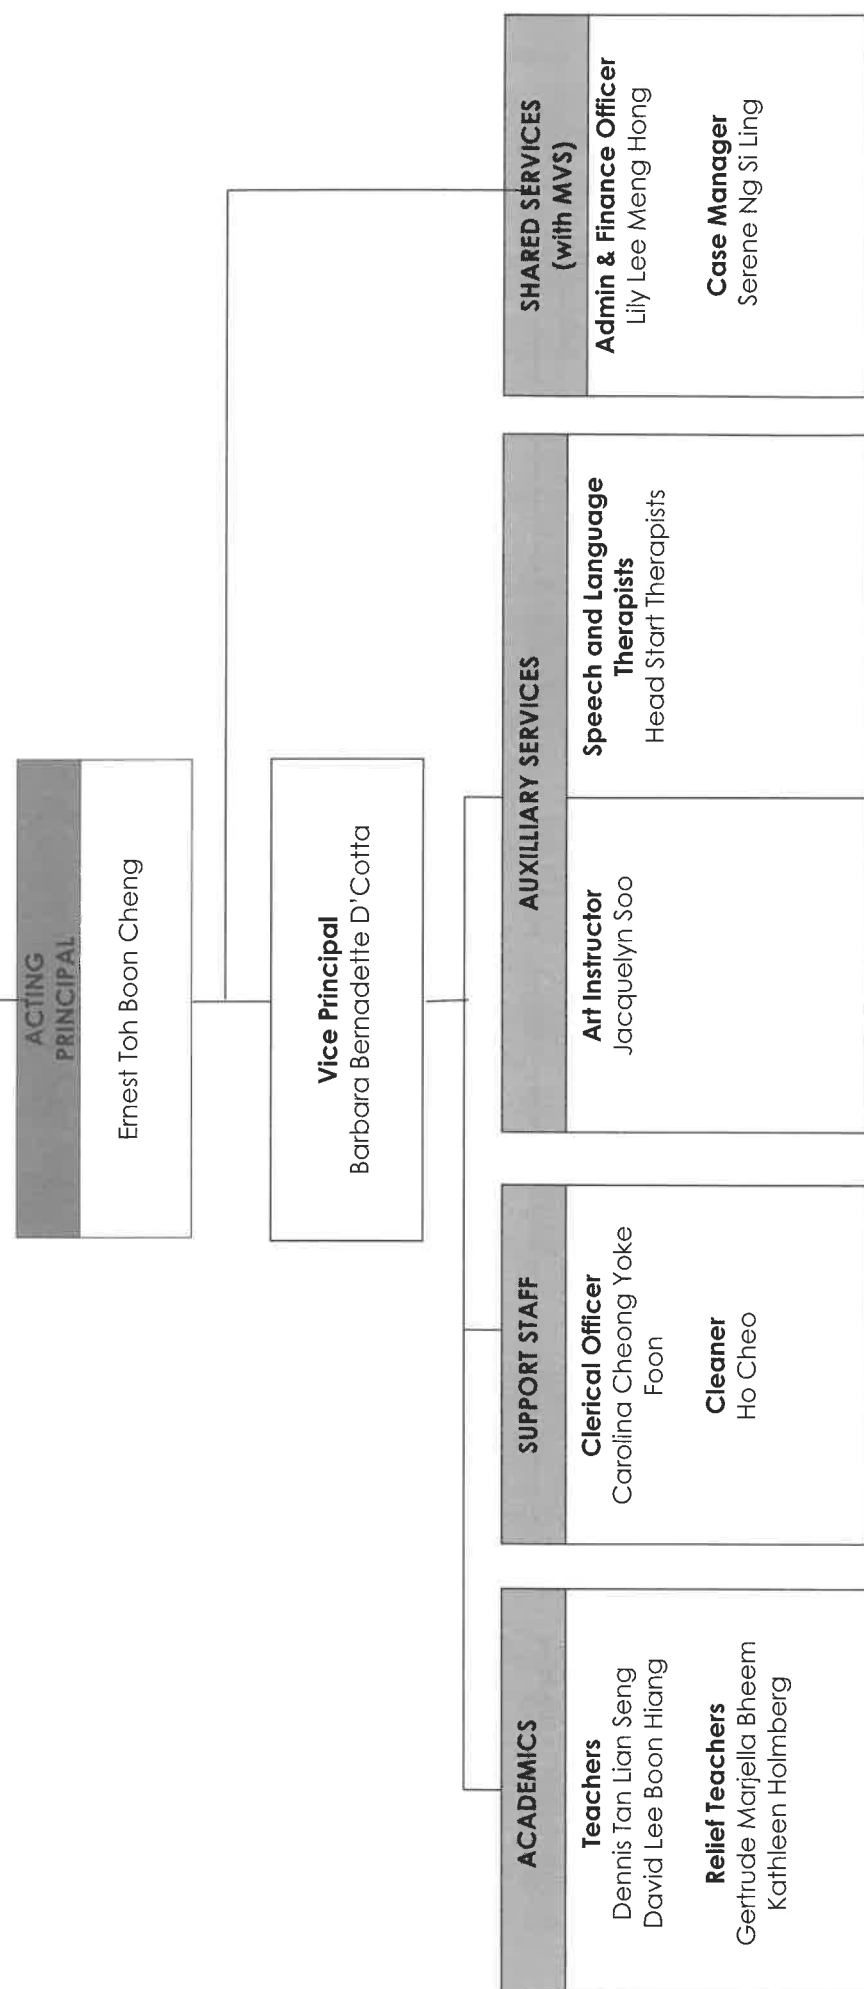 ACTING
PRINCIPAL
Ernest Toh Boon Cheng
Vice Principal
Barbara Bernadette D'Cotta
ACADEMICS
Teachers
Dennis Tan Lian Seng
David Lee Boon Hiang
Relief Teachers
Gertrude Marjella Bheem
Kathleen Holmberg
SUPPORT STAFF
Clerical Officer
Carolina Cheong Yoke
Foon
Cleaner
Ho Cheo
AUXILLIARY SERVICES
Art Instructor
Jacquelyn Soo
Speech and Language
Therapists
Head Start Therapists
SHARED SERVICES
(with MVS)
Admin & Finance Officer
Lily Lee Meng Hong
Case Manager
Serene Ng Si Ling